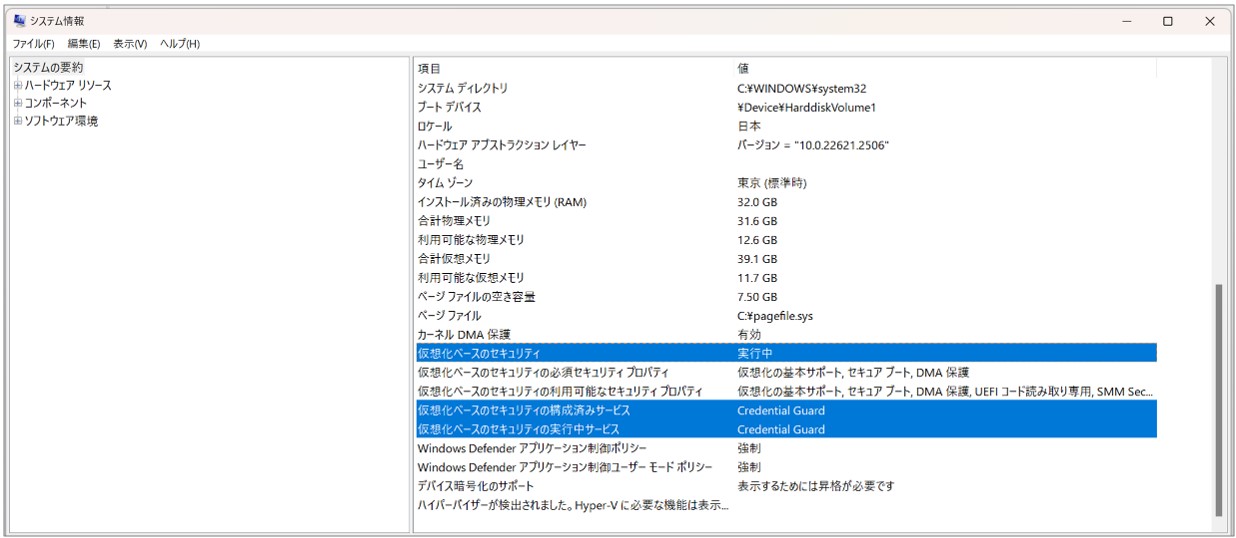 システム情報
ファイル(F) 編集(E) 表示(V) ヘルプ(H)
システムの要約
ハードウェア リソース
コンポーネント
ソフトウェア環境
項目 値
システム ディレクトリ C:¥WINDOWS¥system32
ブート デバイス ¥Device¥HarddiskVolume1
ロケール 日本
ハードウェア アブストラクション レイヤー バージョン = "10.0.22621.2506"
ユーザー名
タイム ゾーン 東京 (標準時)
インストール済みの物理メモリ (RAM) 32.0 GB
合計物理メモリ 31.6 GB
利用可能な物理メモリ 12.6 GB
合計仮想メモリ 39.1 GB
利用可能な仮想メモリ 11.7 GB
ページ ファイルの空き容量 7.50 GB
ページ ファイル C:¥pagefile.sys
カーネル DMA 保護 有効
仮想化ベースのセキュリティ 実行中
仮想化ベースのセキュリティの必須セキュリティ プロパティ 仮想化の基本サポート, セキュア ブート, DMA 保護
仮想化ベースのセキュリティの利用可能なセキュリティ プロパティ 仮想化の基本サポート, セキュア ブート, DMA 保護, UEFI コード読み取り専用, SMM Sec...
仮想化ベースのセキュリティの構成済みサービス Credential Guard
仮想化ベースのセキュリティの実行中サービス Credential Guard
Windows Defender アプリケーション制御ポリシー 強制
Windows Defender アプリケーション制御ユーザー モード ポリシー 強制
デバイス暗号化のサポート 表示するためには昇格が必要です
ハイパーバイザーが検出されました。Hyper-V に必要な機能は表示...